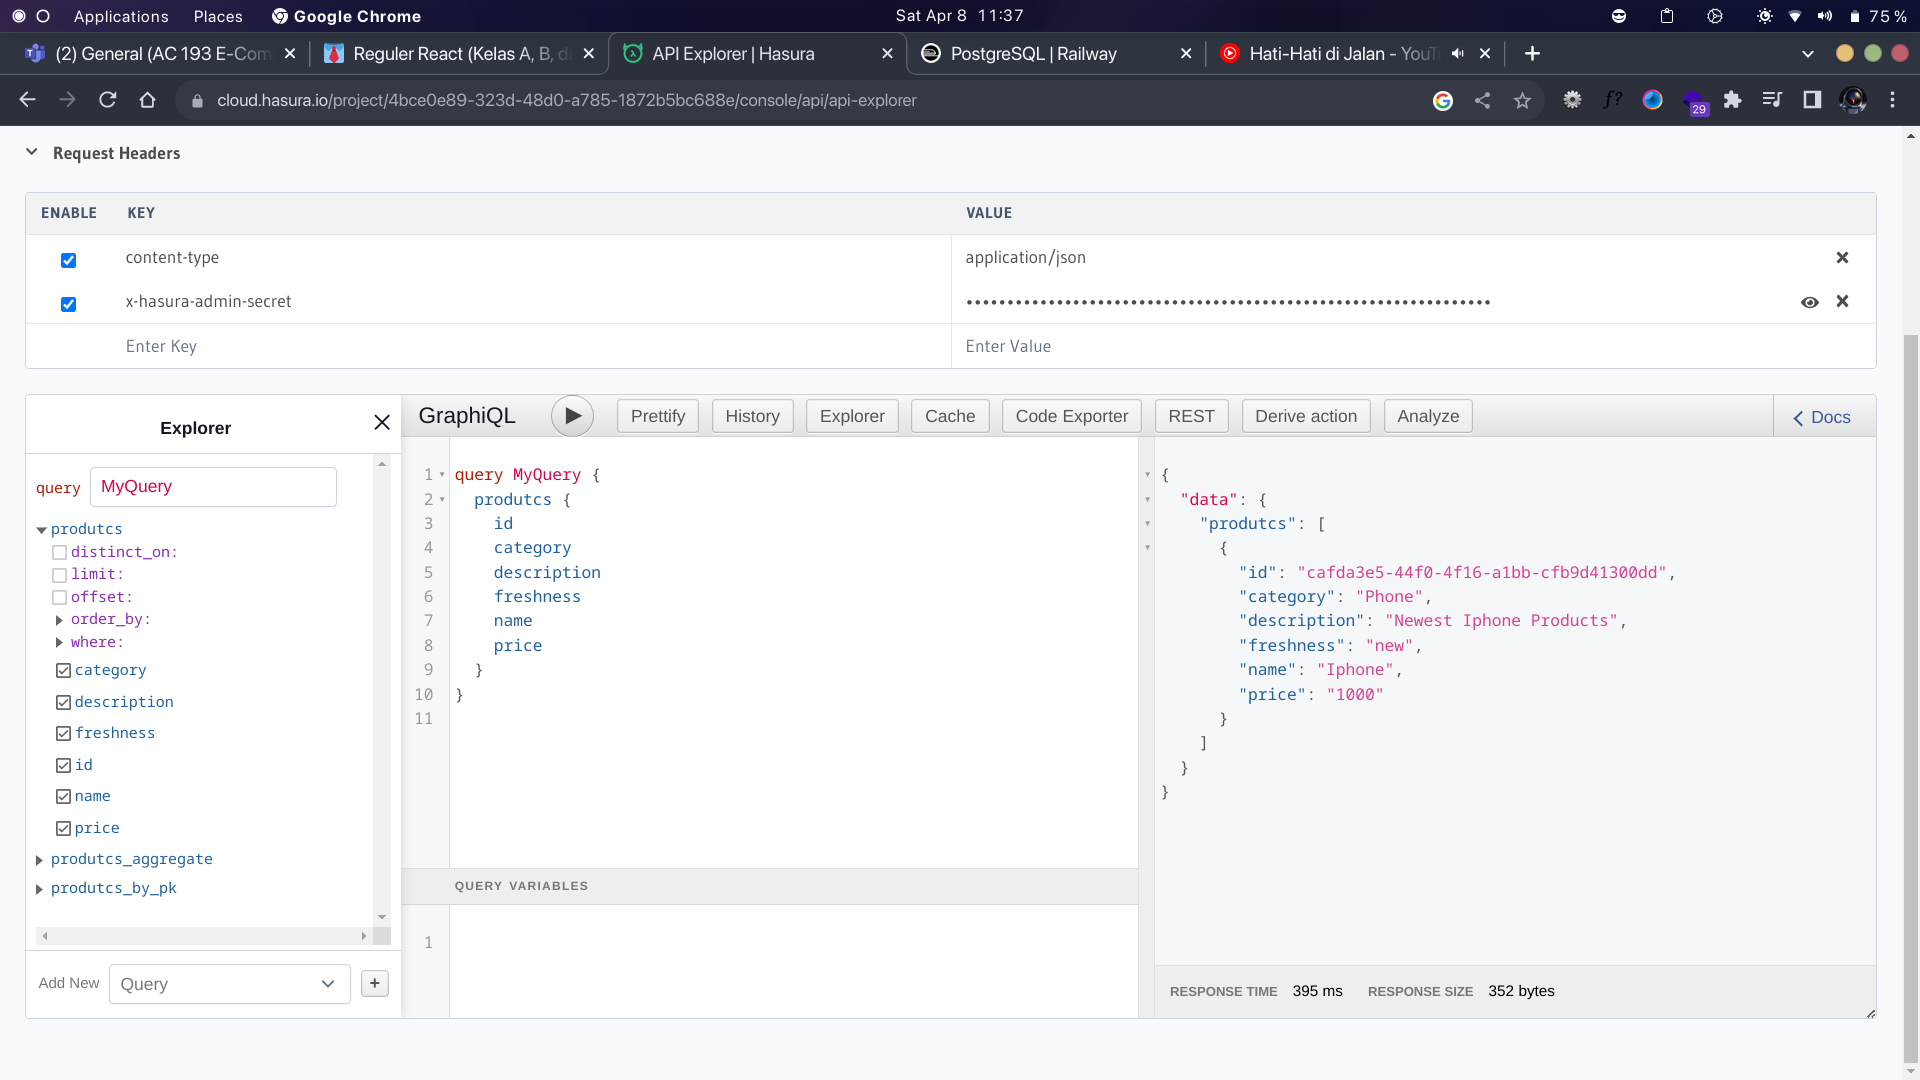 Applications Places Google Chrome Sat Apr 8 11:37 75 %
(2) General (AC 193 E-Com Reguler React (Kelas A, B, da API Explorer | Hasura PostgreSQL | Railway Hati-Hati di Jalan - YouTu
cloud.hasura.io/project/4bce0e89-323d-48d0-a785-1872b5bc688e/console/api/api-explorer f? 29
Request Headers
ENABLE KEY VALUE
content-type application/json
x-hasura-admin-secret ••••••••••••••••••••••••••••••••••••••••••••••••••••••••••••••••
Enter Key Enter Value
Explorer
GraphiQL Prettify History Explorer Cache Code Exporter REST Derive action Analyze Docs
query MyQuery
produtcs
distinct_on:
limit:
offset:
order_by:
where:
category
description
freshness
id
name
price
produtcs_aggregate
produtcs_by_pk
Add New Query +
1 query MyQuery {
2 produtcs {
3 id
4 category
5 description
6 freshness
7 name
8 price
9 }
10 }
11
QUERY VARIABLES
1
{
"data": {
"produtcs": [
{
"id": "cafda3e5-44f0-4f16-a1bb-cfb9d41300dd",
"category": "Phone",
"description": "Newest Iphone Products",
"freshness": "new",
"name": "Iphone",
"price": "1000"
}
]
}
}
RESPONSE TIME 395 ms RESPONSE SIZE 352 bytes